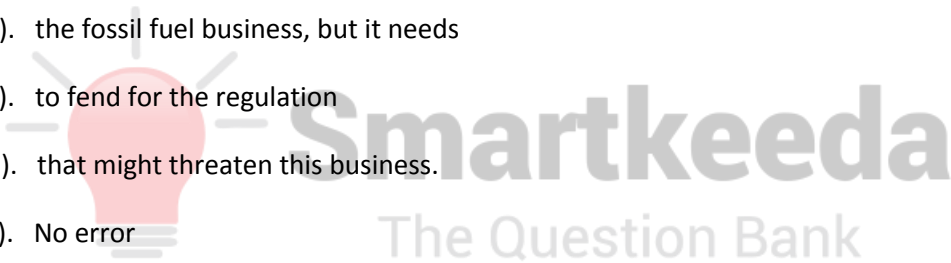 ). the fossil fuel business, but it needs
). to fend for the regulation
). that might threaten this business.
). No error
Smartkeeda
The Question Bank